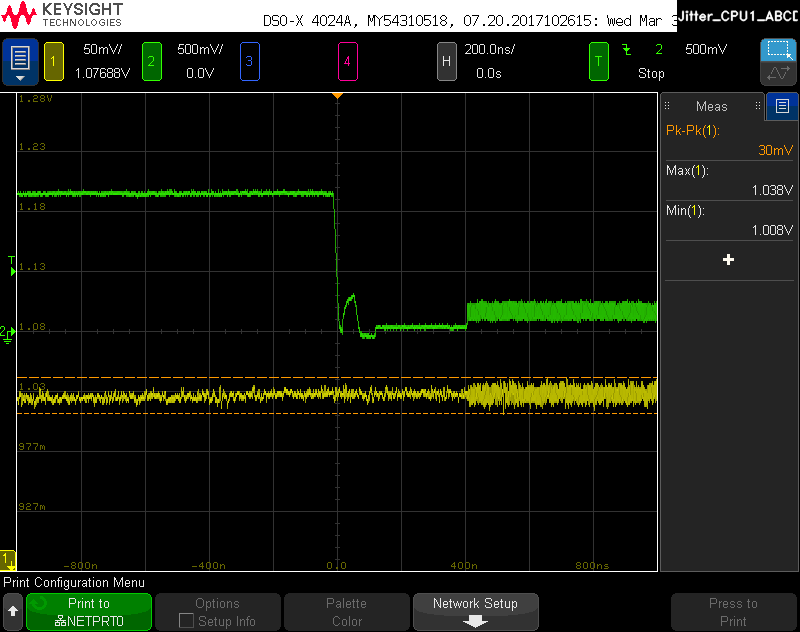 KEYSIGHT
TECHNOLOGIES
DSO-X 4024A, MY54310518, 07.20.2017102615: Wed Mar 3
Jitter_CPU1_ABCD
1 50mV/ 2 500mV/ 3 4 H 200.0ns/ T 2 500mV
1.07688V 0.0V 0.0s Stop
1.28V
1.23
1.18
1.13
1.08
1.03
977m
927m
T
2
1
-800n -400n 0.0 400n 800ns
Meas
Pk-Pk(1):
30mV
Max(1):
1.038V
Min(1):
1.008V
+
Print Configuration Menu
Print to
NETPRT0
Options
Setup Info
Palette
Color
Network Setup
Press to
Print